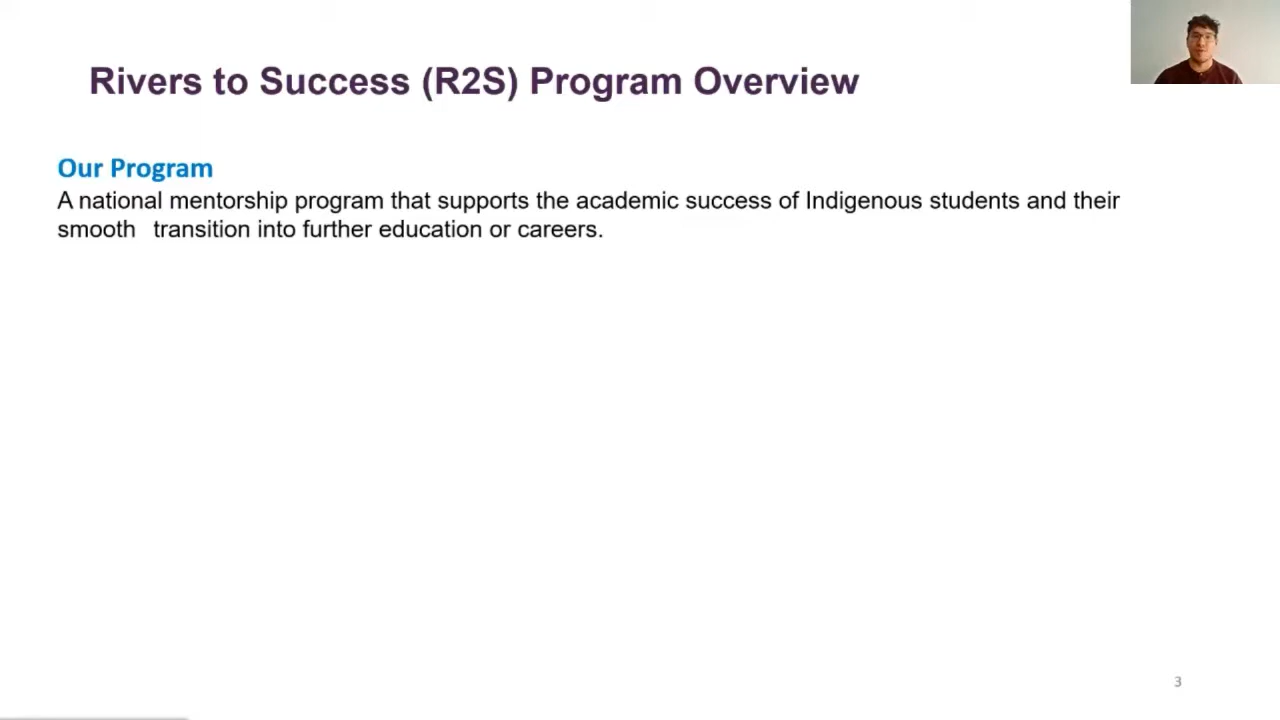 Rivers to Success (R2S) Program Overview
Our Program
A national mentorship program that supports the academic success of Indigenous students and their
smooth transition into further education or careers.
3